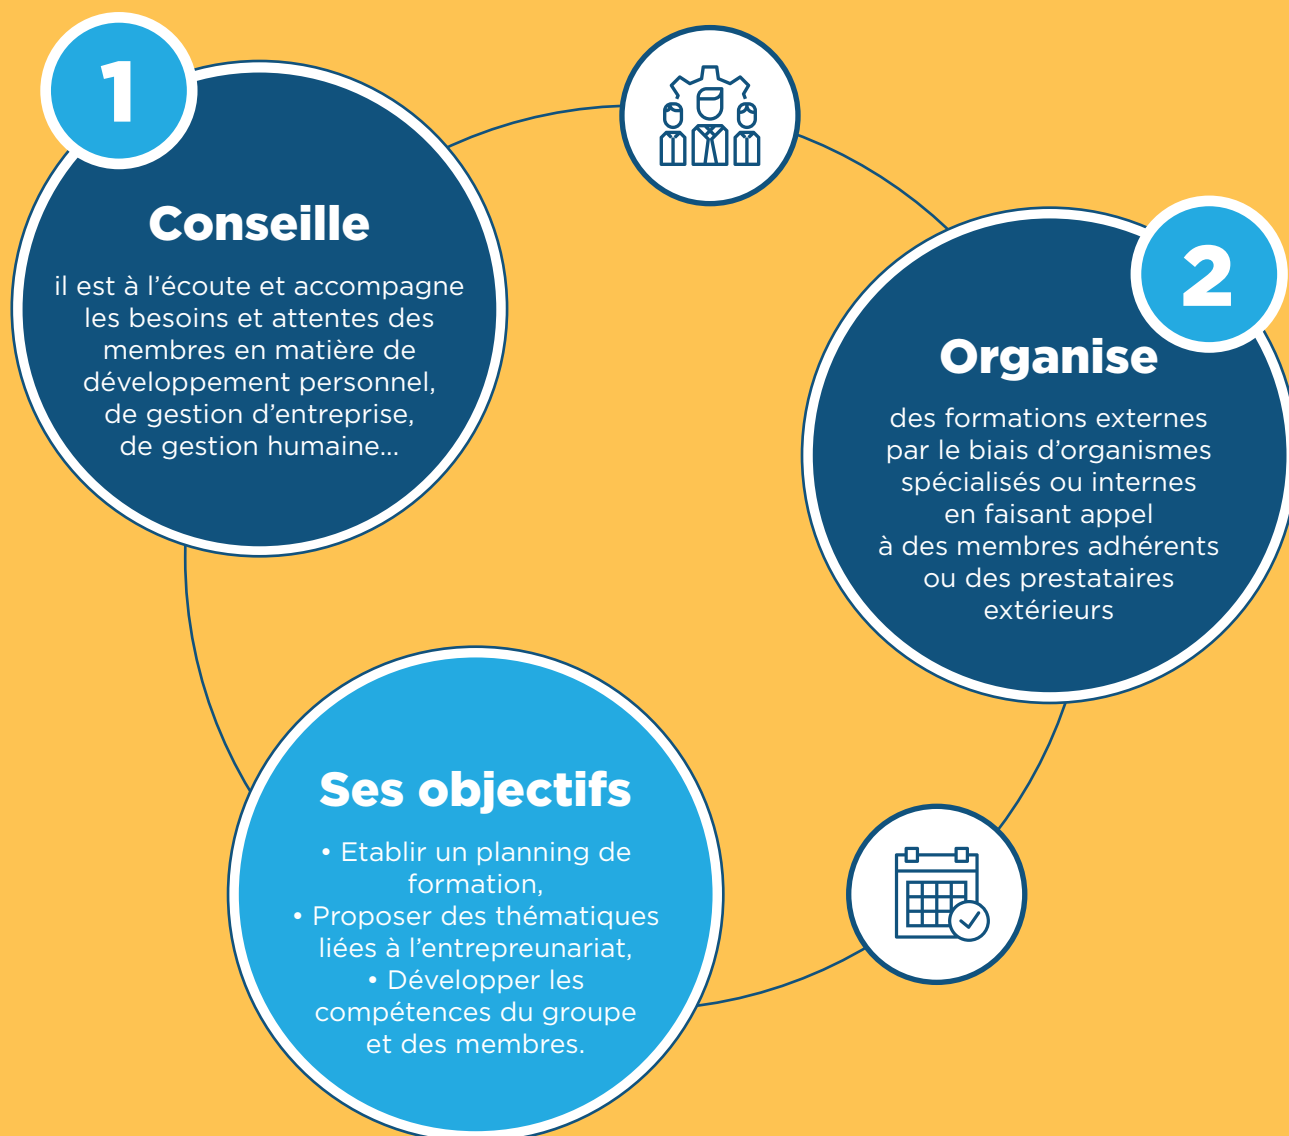 1
Conseille
il est à l'écoute et accompagne
les besoins et attentes des
membres en matière de
développement personnel,
de gestion d'entreprise,
de gestion humaine...
2
Organise
des formations externes
par le biais d'organismes
spécialisés ou internes
en faisant appel
à des membres adhérents
ou des prestataires
extérieurs
Ses objectifs
• Etablir un planning de
formation,
• Proposer des thématiques
liées à l'entrepreunariat,
• Développer les
compétences du groupe
et des membres.